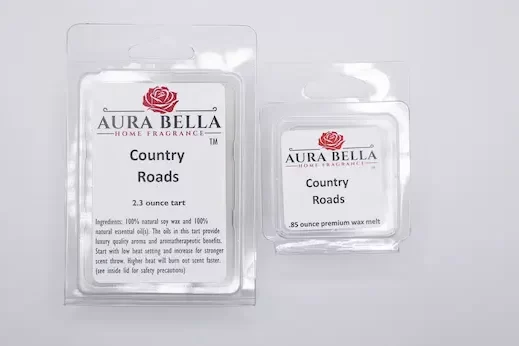 AURA BELLA
HOME FRAGRANCE
TM
Country
Roads
2.3 ounce tart
Ingredients: 100% natural soy wax and 100%
natural essential oil(s). The oils in this tart provide
luxury quality aroma and aromatherapeutic benefits.
Start with low heat setting and increase for stronger
scent throw. Higher heat will burn out scent faster.
(see inside lid for safety precautions)
AURA BELLA
HOME FRAGRANCE
Country
Roads
.85 ounce premium wax melt